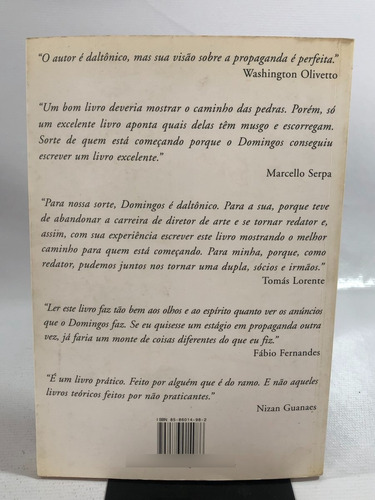 “O autor é daltônico, mas sua visão sobre a propaganda é perfeita.”
Washington Olivetto
“Um bom livro deveria mostrar o caminho das pedras. Porém, só
um excelente livro aponta quais delas têm musgo e escorregam.
Sorte de quem está começando porque o Domingos conseguiu
escrever um livro excelente.”
Marcello Serpa
“Para nossa sorte, Domingos é daltônico. Para a sua, porque teve
de abandonar a carreira de diretor de arte e se tornar redator e,
assim, com sua experiência escrever este livro mostrando o melhor
caminho para quem está começando. Para minha, porque, como
redator, pudemos juntos nos tornar uma dupla, sócios e irmãos.”
Tomás Lorente
“Ler este livro faz tão bem aos olhos e ao espírito quanto ver os anúncios
que o Domingos faz. Se eu quisesse um estágio em propaganda outra
vez, já faria um monte de coisas diferentes do que eu fiz.”
Fábio Fernandes
“É um livro prático. Feito por alguém que é do ramo. E não aqueles
livros teóricos feitos por não praticantes.”
Nizan Guanaes
ISBN